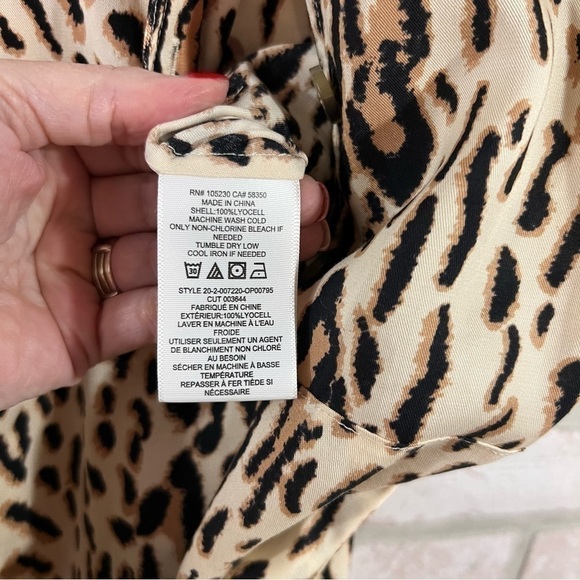 RN# 105230 CA# 58350
MADE IN CHINA
SHELL:100%LYOCELL
MACHINE WASH COLD
ONLY NON-CHLORINE BLEACH IF
NEEDED
TUMBLE DRY LOW
COOL IRON IF NEEDED
30
STYLE 20-2-007220-OP00795
CUT 003644
FABRIQUÉ EN CHINE
EXTÉRIEUR:100%LYOCELL
LAVER EN MACHINE À L'EAU
FROIDE
UTILISER SEULEMENT UN AGENT
DE BLANCHIMENT NON CHLORÉ
AU BESOIN
SÉCHER EN MACHINE À BASSE
TEMPÉRATURE
REPASSER À FER TIÈDE SI
NÉCESSAIRE